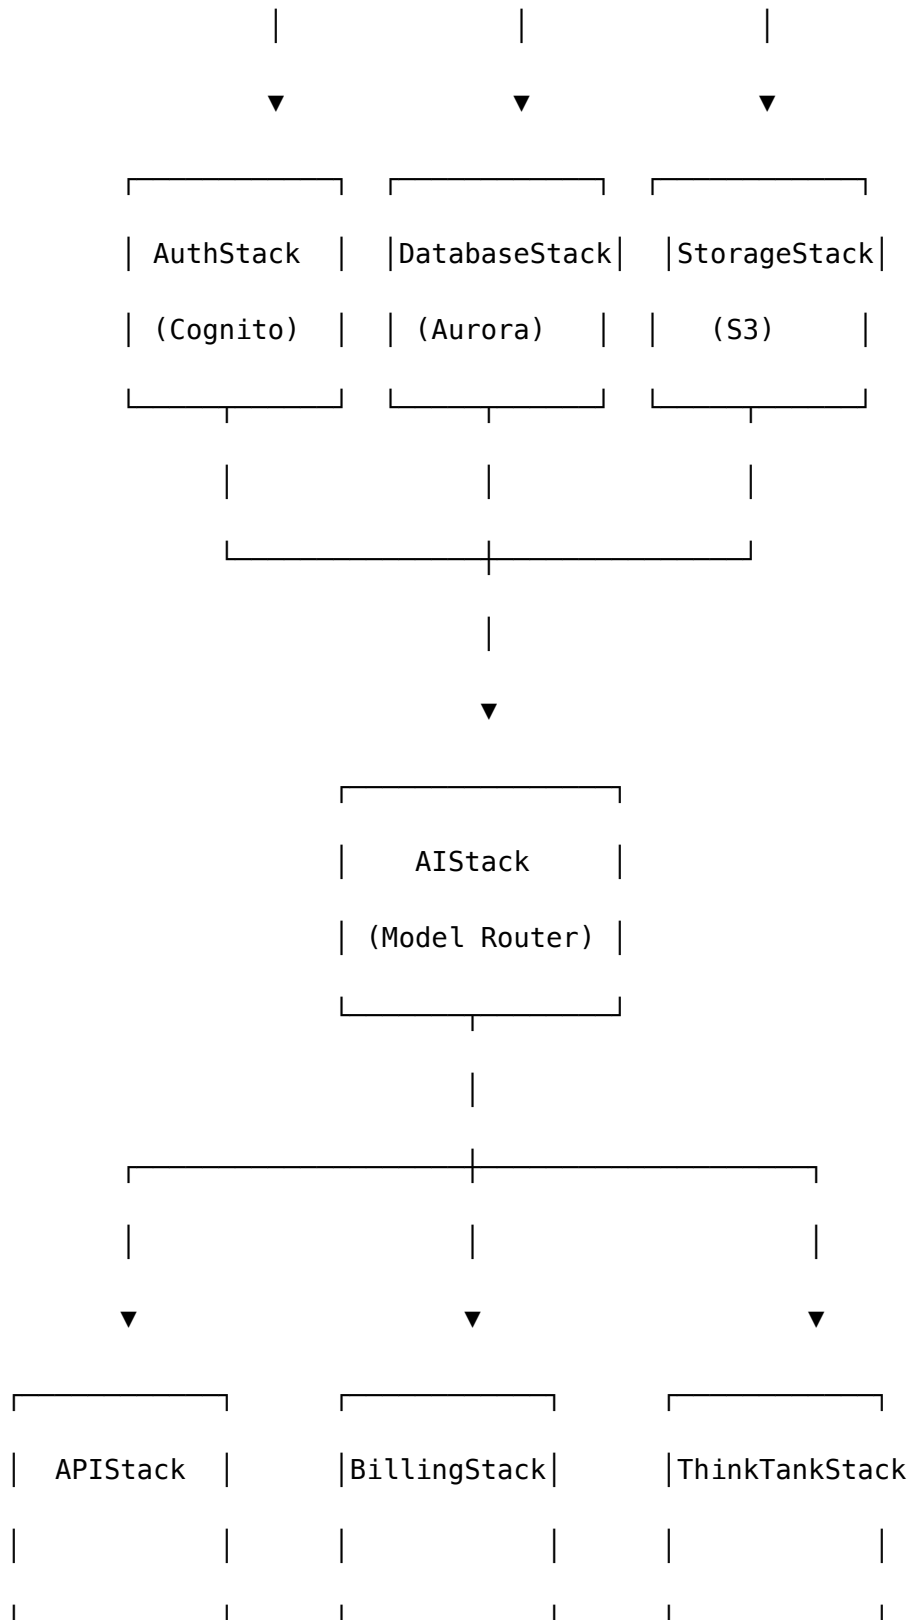 AuthStack DatabaseStack StorageStack
(Cognito) (Aurora) (S3)
AIStack
(Model Router)
APIStack BillingStack ThinkTankStack